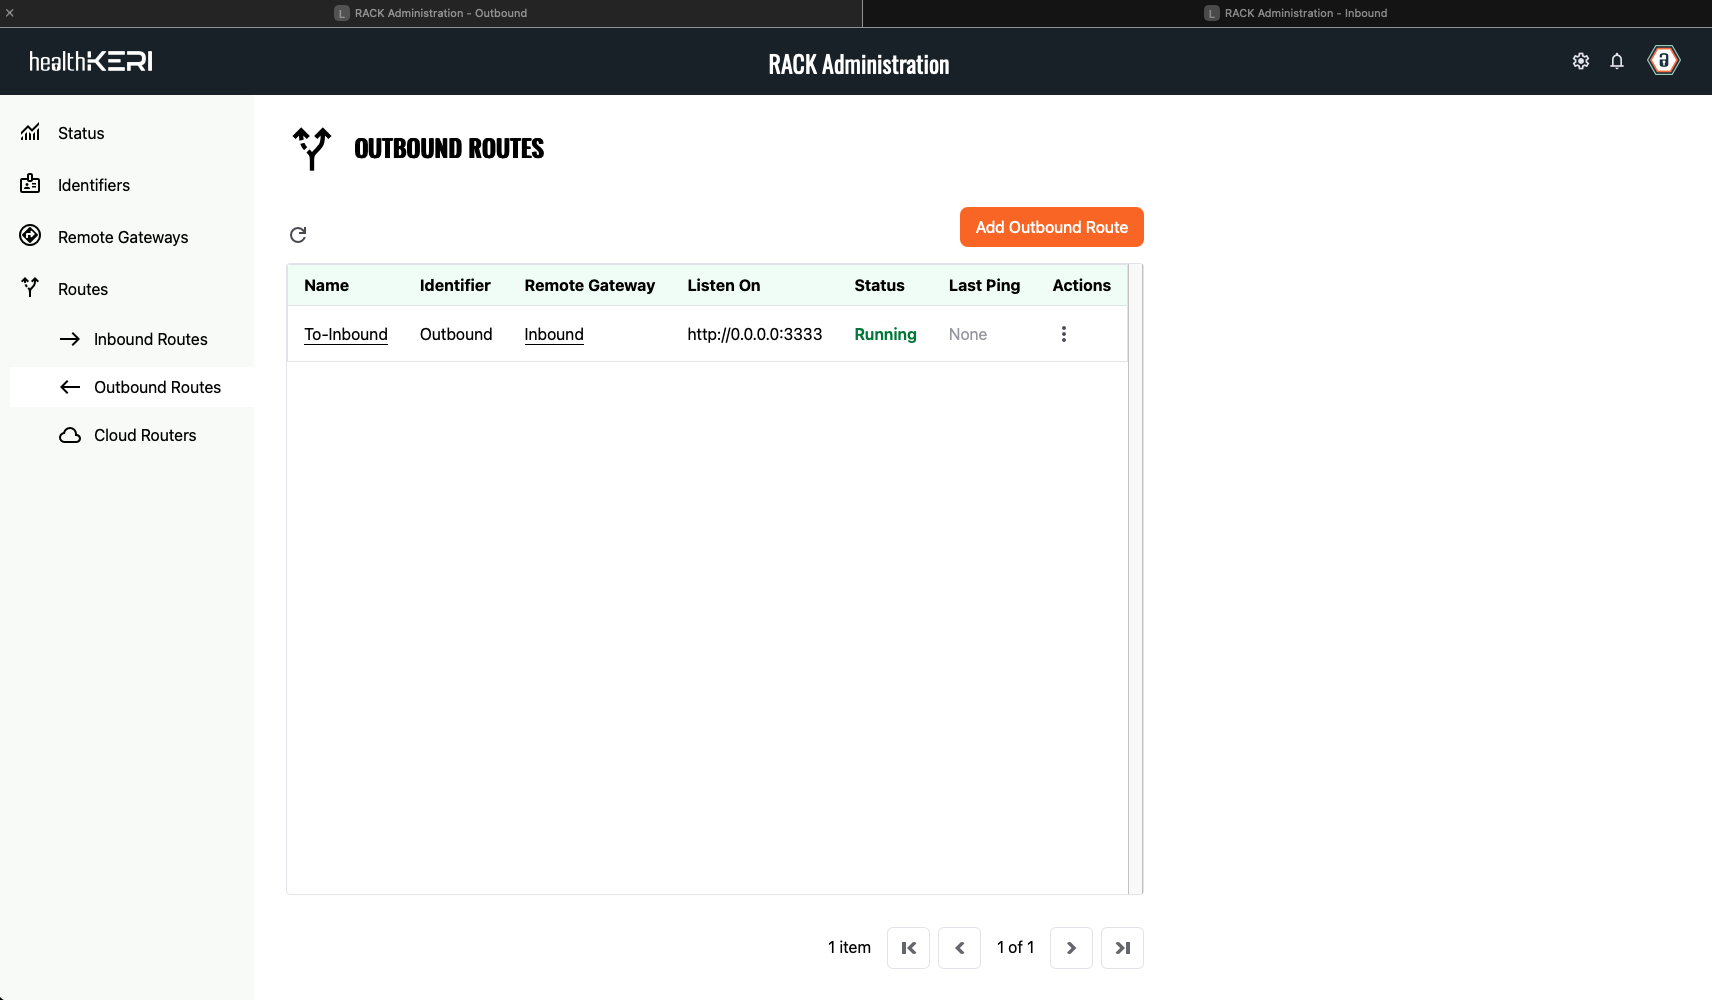 L RACK Administration - Outbound
L RACK Administration - Inbound
healthKERI
RACK Administration
Status
Identifiers
Remote Gateways
Routes
Inbound Routes
Outbound Routes
Cloud Routers
OUTBOUND ROUTES
Add Outbound Route
Name Identifier Remote Gateway Listen On Status Last Ping Actions
To-Inbound Outbound Inbound http://0.0.0.0:3333 Running None
1 item 1 of 1